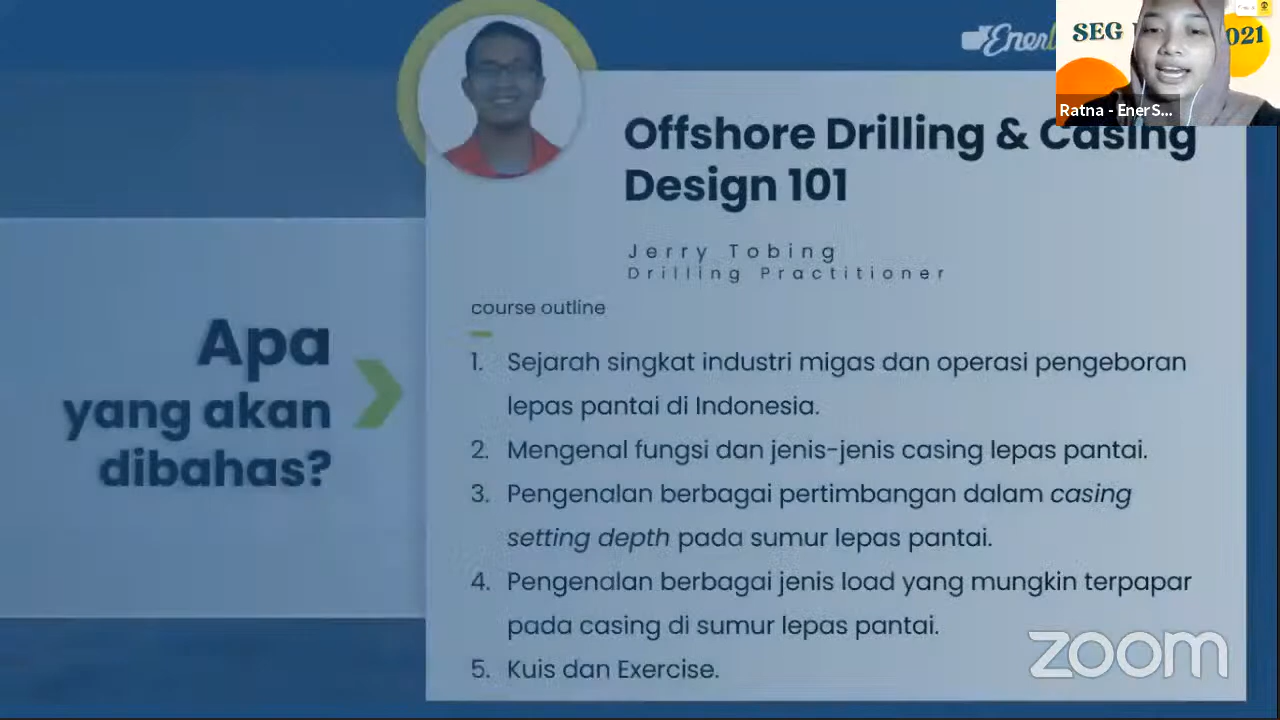 Ener
SEG
2021
Ratna - EnerS...
Offshore Drilling & Casing
Design 101
Jerry Tobing
Drilling Practitioner
course outline
Apa
yang akan
dibahas?
1. Sejarah singkat industri migas dan operasi pengeboran
lepas pantai di Indonesia.
2. Mengenal fungsi dan jenis-jenis casing lepas pantai.
3. Pengenalan berbagai pertimbangan dalam casing
setting depth pada sumur lepas pantai.
4. Pengenalan berbagai jenis load yang mungkin terpapar
pada casing di sumur lepas pantai.
5. Kuis dan Exercise.
zoom